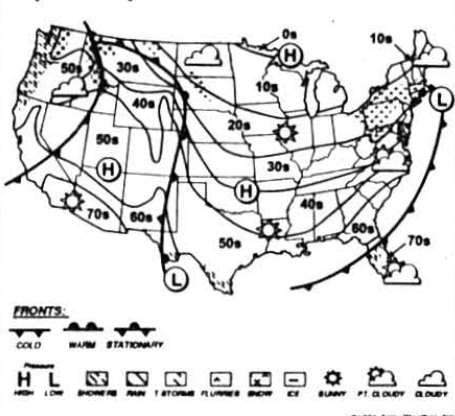 0s
10s
H
50s
30s
10s
40s
L
20s
50s
30s
H
H
40s
70s
60s
60s
50s
70s
L
FRONTS:
COLD WARM STATIONARY
Pressure
H L
HIGH LOW SHOWERS RAIN T-STORMS FLURRIES SNOW ICE SUNNY PT. CLOUDY CLOUDY